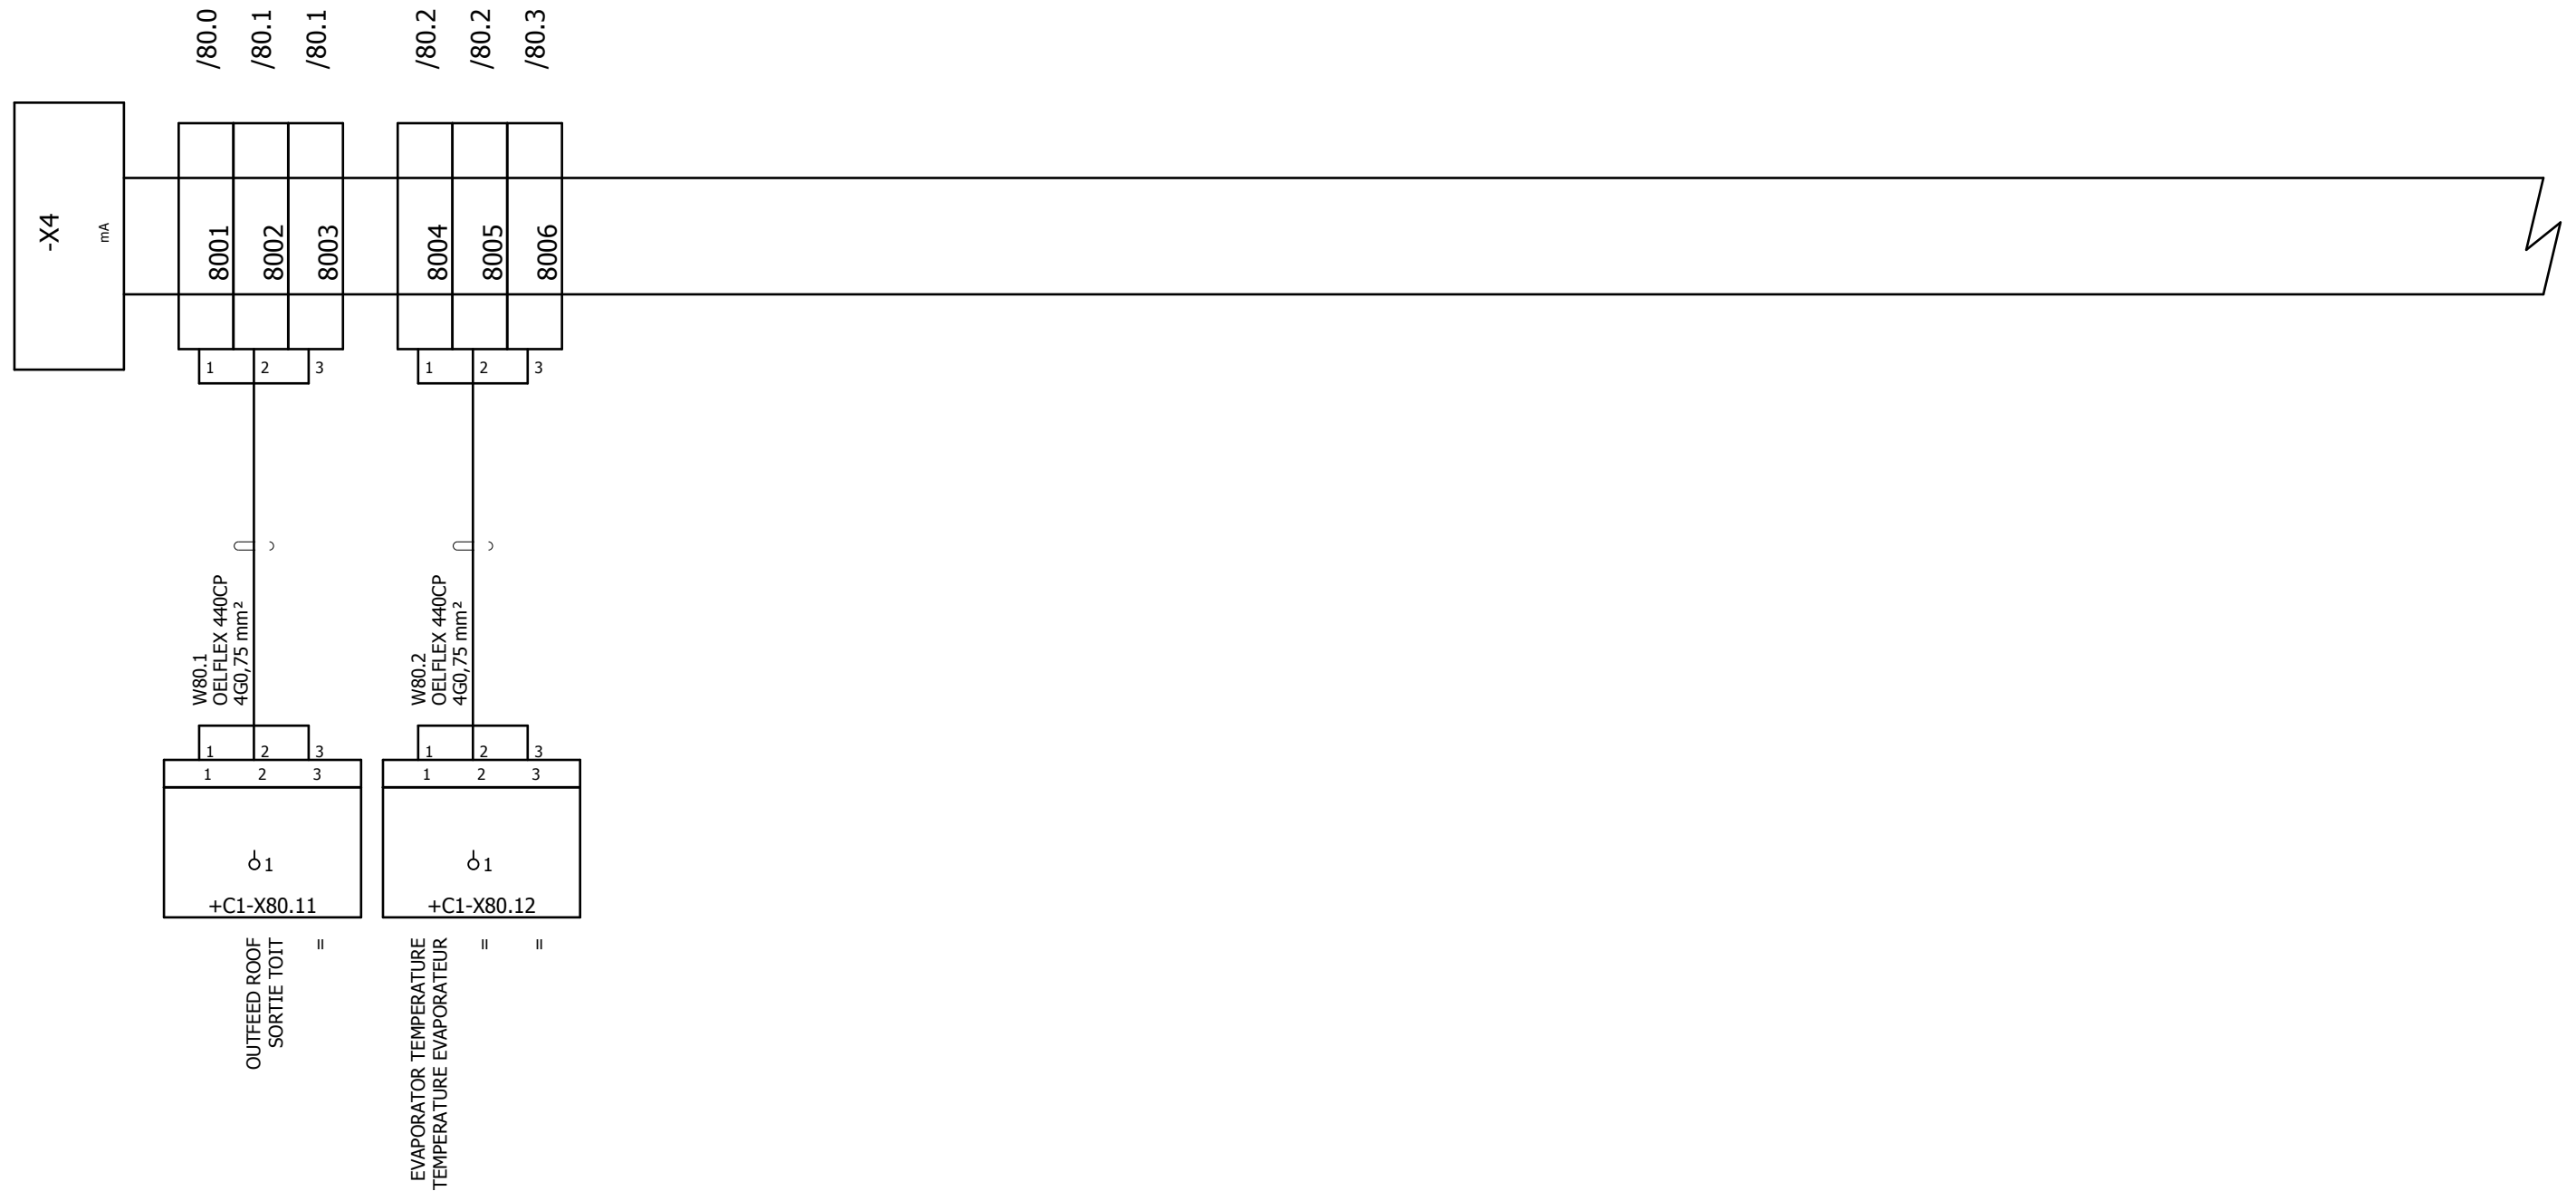 /80.0
/80.1
/80.1
/80.2
/80.2
/80.3
-X4
mA
8001
8002
8003
8004
8005
8006
1
2
3
1
2
3
W80.1
OELFLEX 440CP
4G0,75 mm²
W80.2
OELFLEX 440CP
4G0,75 mm²
1
2
3
1
2
3
1
2
3
1
2
3
1
1
+C1-X80.11
+C1-X80.12
OUTFEED ROOF
SORTIE TOIT
=
EVAPORATOR TEMPERATURE
TEMPERATURE EVAPORATEUR
=
=